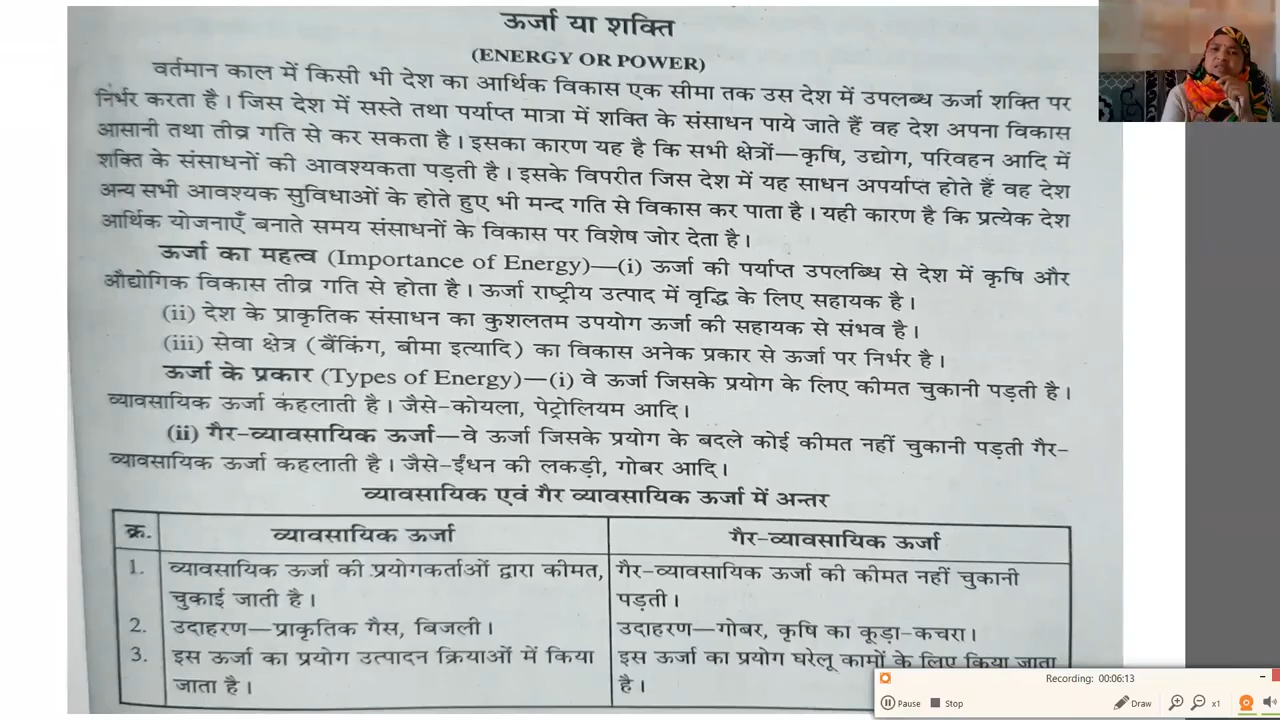 ऊर्जा या शक्ति
(ENERGY OR POWER)
वर्तमान काल में किसी भी देश का आर्थिक विकास एक सीमा तक उस देश में उपलब्ध ऊर्जा शक्ति पर
निर्भर करता है। जिस देश में सस्ते तथा पर्याप्त मात्रा में शक्ति के संसाधन पाये जाते हैं वह देश अपना विकास
आसानी तथा तीव्र गति से कर सकता है। इसका कारण यह है कि सभी क्षेत्रों—कृषि, उद्योग, परिवहन आदि में
शक्ति के संसाधनों की आवश्यकता पड़ती है। इसके विपरीत जिस देश में यह साधन अपर्याप्त होते हैं वह देश
अन्य सभी आवश्यक सुविधाओं के होते हुए भी मन्द गति से विकास कर पाता है। यही कारण है कि प्रत्येक देश
आर्थिक योजनाएँ बनाते समय संसाधनों के विकास पर विशेष जोर देता है।
ऊर्जा का महत्व (Importance of Energy)—(i) ऊर्जा की पर्याप्त उपलब्धि से देश में कृषि और
औद्योगिक विकास तीव्र गति से होता है। ऊर्जा राष्ट्रीय उत्पाद में वृद्धि के लिए सहायक है।
(ii) देश के प्राकृतिक संसाधन का कुशलतम उपयोग ऊर्जा की सहायक से संभव है।
(iii) सेवा क्षेत्र (बैंकिंग, बीमा इत्यादि) का विकास अनेक प्रकार से ऊर्जा पर निर्भर है।
ऊर्जा के प्रकार (Types of Energy)—(i) वे ऊर्जा जिसके प्रयोग के लिए कीमत चुकानी पड़ती है।
व्यावसायिक ऊर्जा कहलाती है। जैसे-कोयला, पेट्रोलियम आदि।
(ii) गैर-व्यावसायिक ऊर्जा—वे ऊर्जा जिसके प्रयोग के बदले कोई कीमत नहीं चुकानी पड़ती गैर-
व्यावसायिक ऊर्जा कहलाती है। जैसे-ईंधन की लकड़ी, गोबर आदि।
व्यावसायिक एवं गैर व्यावसायिक ऊर्जा में अन्तर
क्र. व्यावसायिक ऊर्जा गैर-व्यावसायिक ऊर्जा
1. व्यावसायिक ऊर्जा की प्रयोगकर्ताओं द्वारा कीमत, गैर-व्यावसायिक ऊर्जा की कीमत नहीं चुकानी
चुकाई जाती है। पड़ती।
2. उदाहरण—प्राकृतिक गैस, बिजली। उदाहरण—गोबर, कृषि का कूड़ा-कचरा।
3. इस ऊर्जा का प्रयोग उत्पादन क्रियाओं में किया इस ऊर्जा का प्रयोग घरेलू कामों के लिए किया जाता
जाता है। है।
Recording: 00:06:13
Pause Stop Draw x1